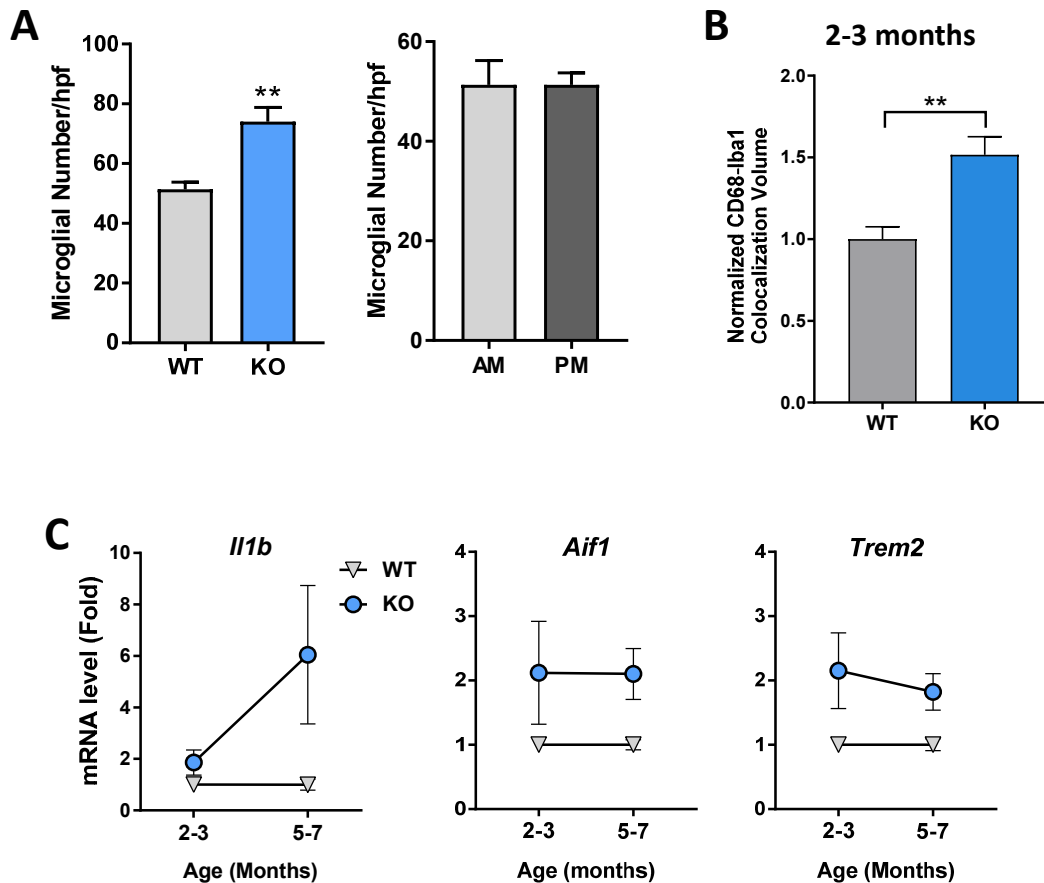 A
Microglial Number/hpf
100
80
60
40
20
0
**
WT
KO
Microglial Number/hpf
60
40
20
0
AM
PM
B
2-3 months
Normalized CD68-Iba1
Colocalization Volume
2.0
1.5
1.0
0.5
0.0
**
WT
KO
C
Il1b
mRNA level (Fold)
10
8
6
4
2
0
2-3
5-7
Age (Months)
WT
KO
Aif1
4
3
2
1
0
2-3
5-7
Age (months)
Trem2
4
3
2
1
0
2-3
5-7
Age (Months)